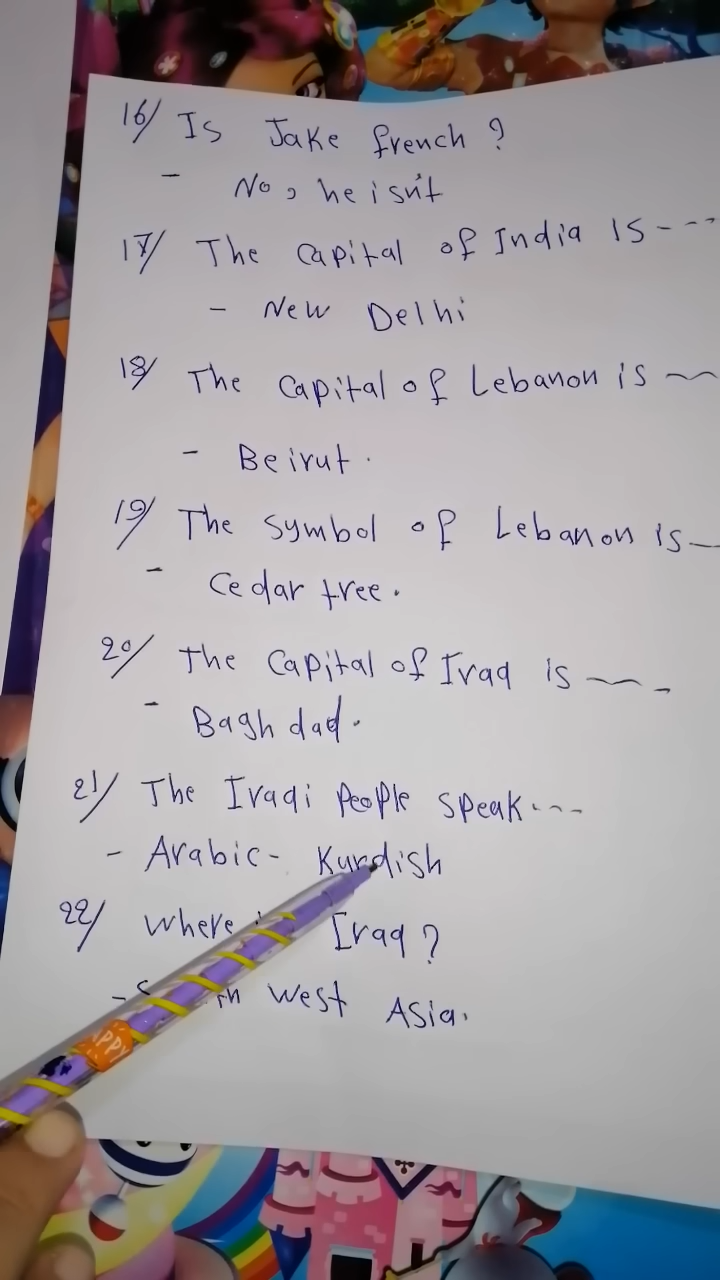 16/ Is Jake french ?
- No, he isn't
17/ The capital of India is ---
- New Delhi
18/ The capital of Lebanon is
- Beirut.
19/ The symbol of Lebanon is
- Cedar tree.
20/ The capital of Iraq is
- Baghdad.
21/ The Iraqi people speak ...
- Arabic - Kurdish
22/ Where Iraq ?
- West Asia.
APPY